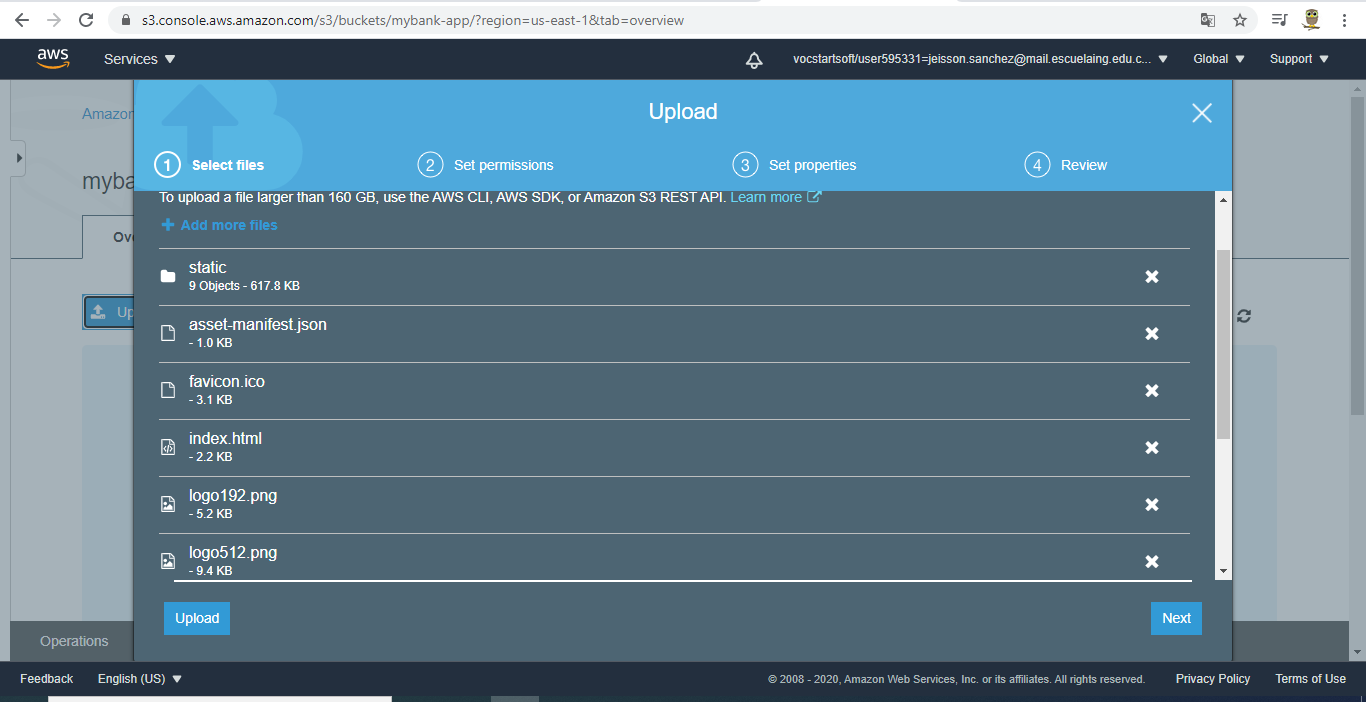 s3.console.aws.amazon.com/s3/buckets/mybank-app/?region=us-east-1&tab=overview
aws
Services
vocstartsoft/user595331=jeisson.sanchez@mail.escuelaing.edu.c...
Global
Support
Amazon
Upload
1 Select files
2 Set permissions
3 Set properties
4 Review
myba
To upload a file larger than 160 GB, use the AWS CLI, AWS SDK, or Amazon S3 REST API. Learn more
Add more files
Ove
static
9 Objects - 617.8 KB
Up
asset-manifest.json
- 1.0 KB
favicon.ico
- 3.1 KB
index.html
- 2.2 KB
logo192.png
- 5.2 KB
logo512.png
- 9.4 KB
Upload
Next
Operations
Feedback
English (US)
© 2008 - 2020, Amazon Web Services, Inc. or its affiliates. All rights reserved.
Privacy Policy
Terms of Use